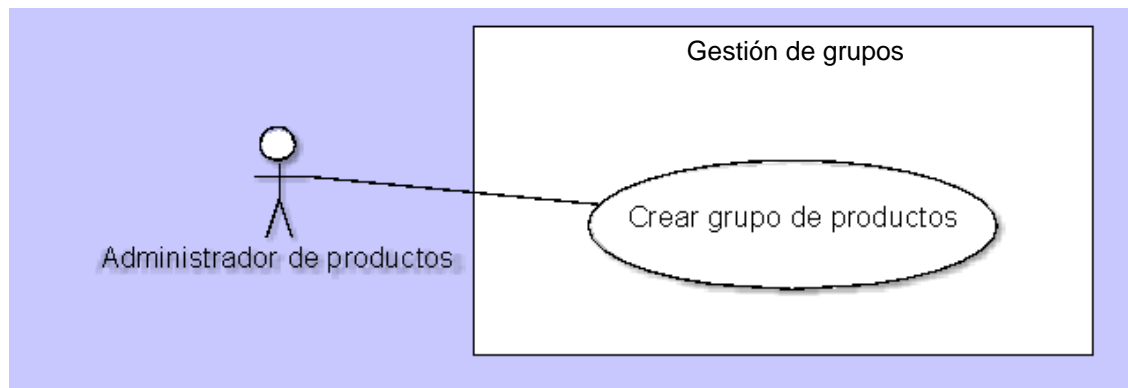 Gestión de grupos
Crear grupo de productos
Administrador de productos